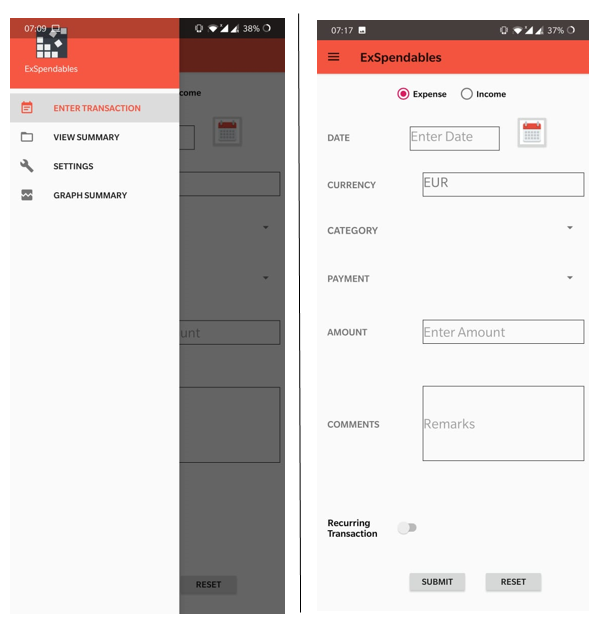 07:09
38%
ExSpendables
ENTER TRANSACTION
VIEW SUMMARY
SETTINGS
GRAPH SUMMARY
come
unt
RESET
07:17
37%
ExSpendables
Expense Income
DATE Enter Date
CURRENCY EUR
CATEGORY
PAYMENT
AMOUNT Enter Amount
COMMENTS Remarks
Recurring
Transaction
SUBMIT RESET